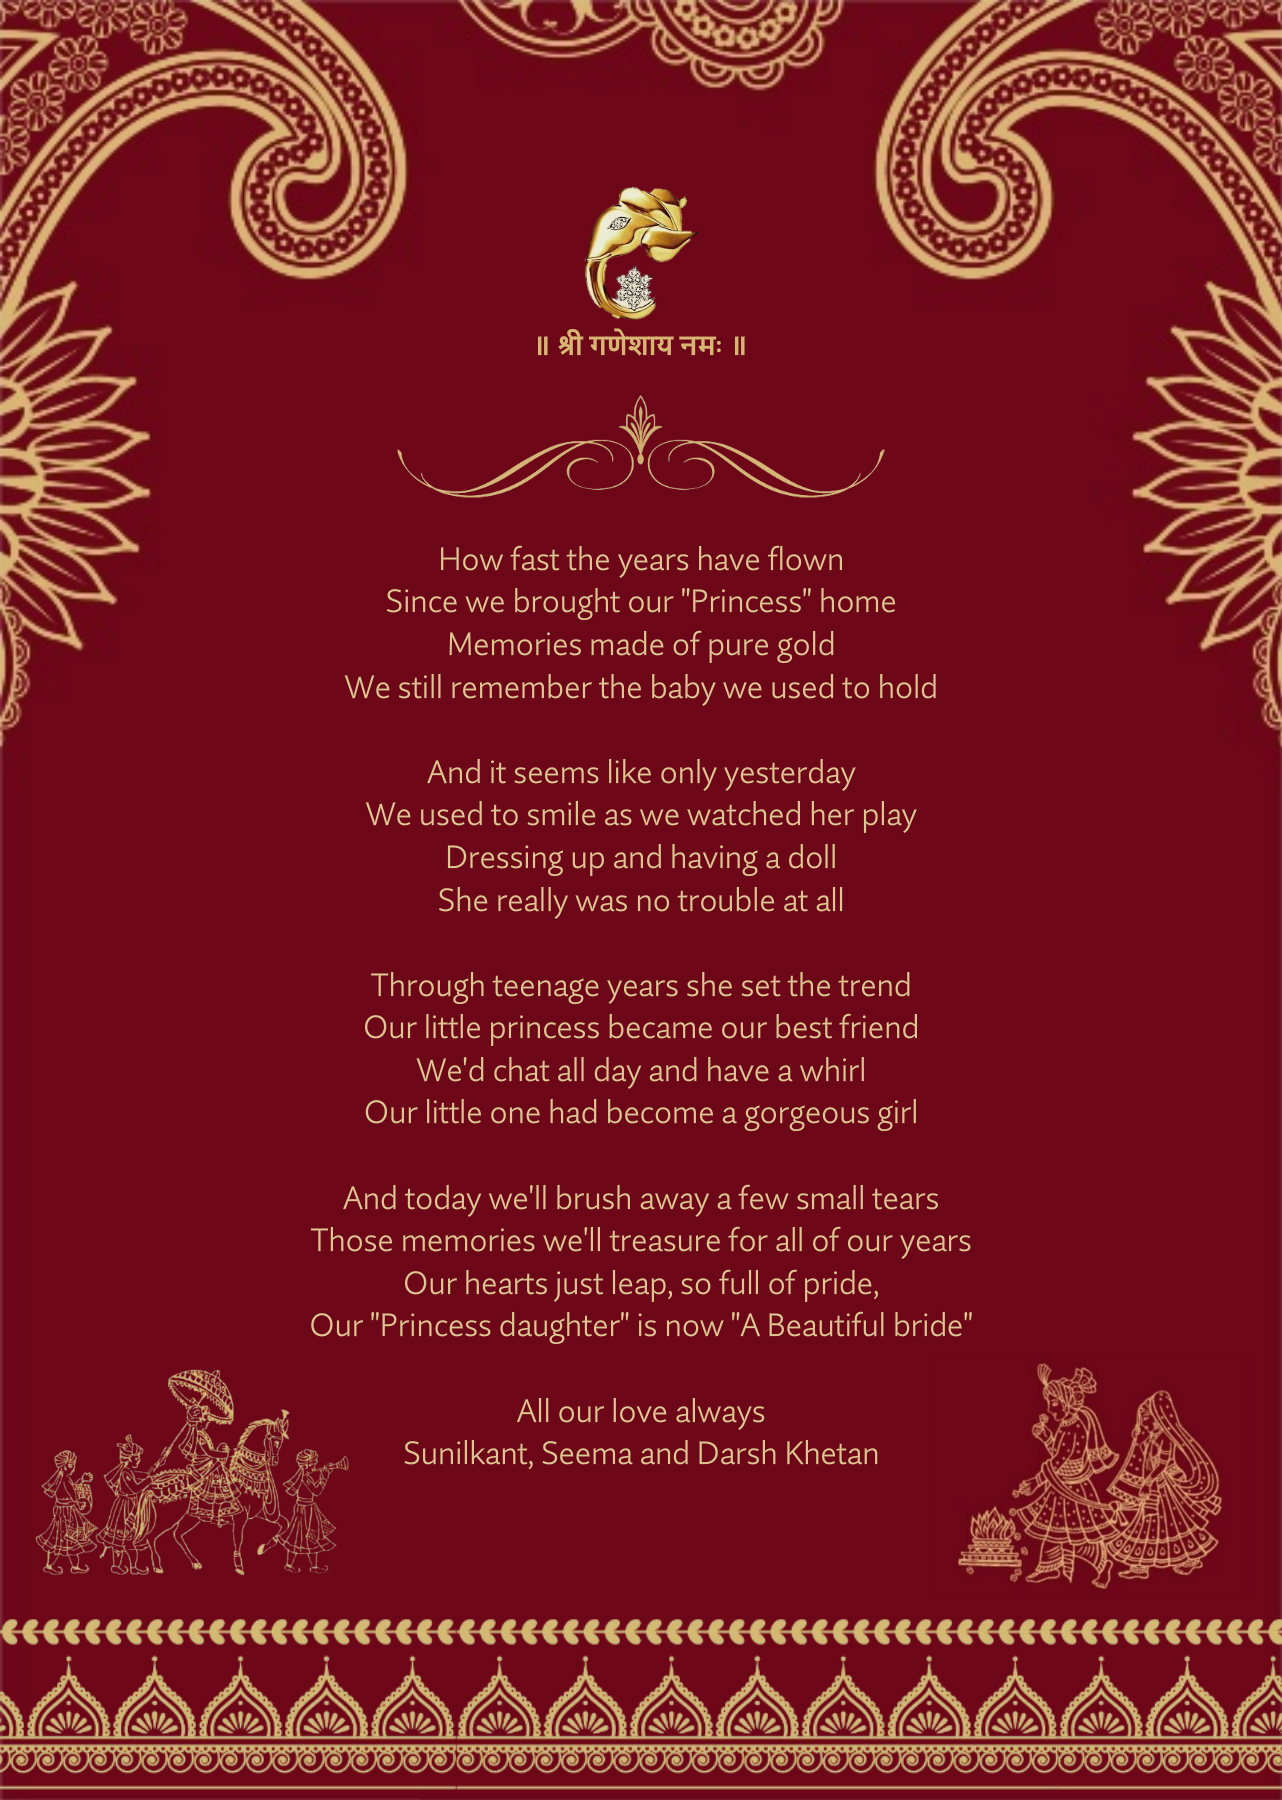 ॥ श्री गणेशाय नमः ॥
How fast the years have flown
Since we brought our "Princess" home
Memories made of pure gold
We still remember the baby we used to hold
And it seems like only yesterday
We used to smile as we watched her play
Dressing up and having a doll
She really was no trouble at all
Through teenage years she set the trend
Our little princess became our best friend
We'd chat all day and have a whirl
Our little one had become a gorgeous girl
And today we'll brush away a few small tears
Those memories we'll treasure for all of our years
Our hearts just leap, so full of pride,
Our "Princess daughter" is now "A Beautiful bride"
All our love always
Sunilkant, Seema and Darsh Khetan